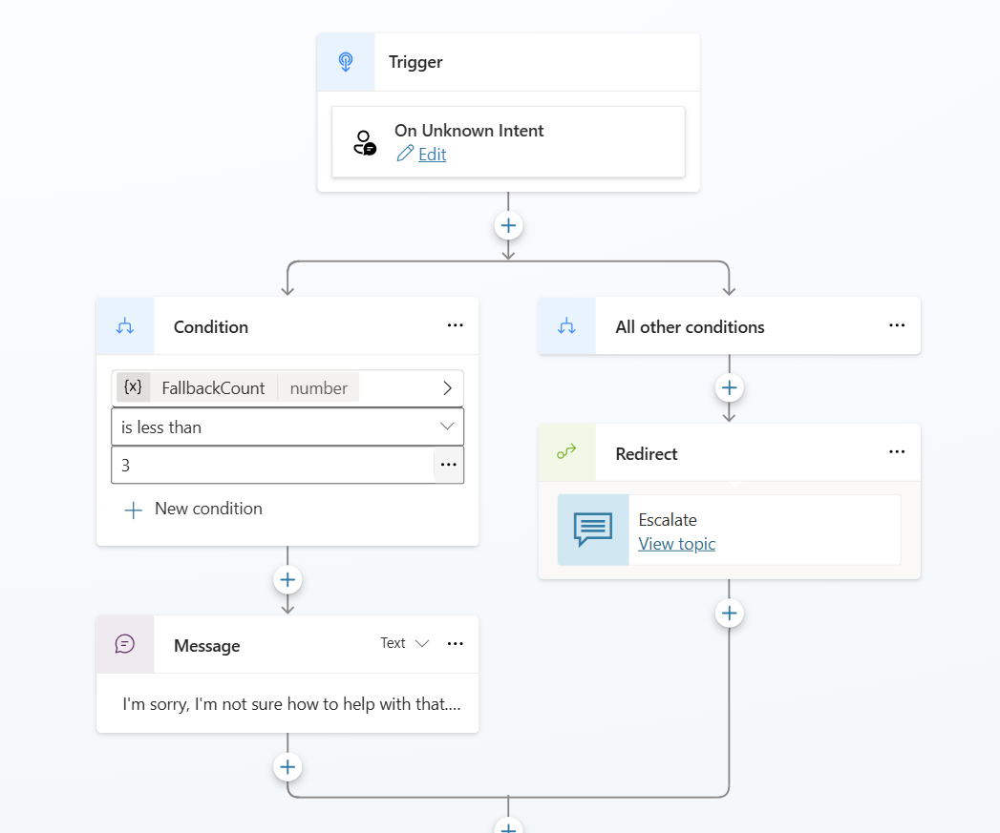 Trigger
On Unknown Intent
Edit
Condition
{x} FallbackCount number
is less than
3
New condition
Message Text
I'm sorry, I'm not sure how to help with that....
All other conditions
Redirect
Escalate
View topic